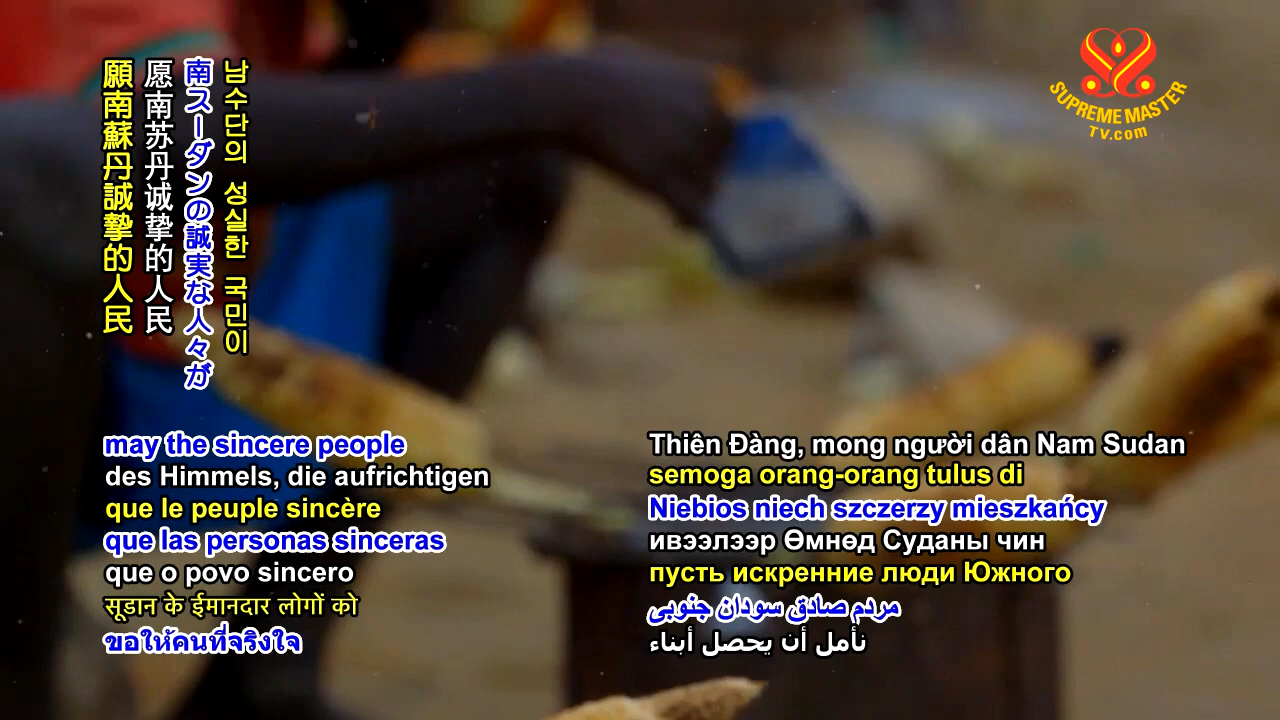 願南蘇丹誠摯的人民
愿南苏丹诚挚的人民
南スーダンの誠実な人々が
남수단의 성실한 국민이
SUPREME MASTER
TV.com
may the sincere people
des Himmels, die aufrichtigen
que le peuple sincère
que las personas sinceras
que o povo sincero
सूडान के ईमानदार लोगों को
ขอให้คนที่จริงใจ
Thiên Đàng, mong người dân Nam Sudan
semoga orang-orang tulus di
Niebios niech szczerzy mieszkańcy
ивээлээр Өмнөд Суданы чин
пусть искренние люди Южного
مردم صادق سودان جنوبی
نأمل أن يحصل أبناء